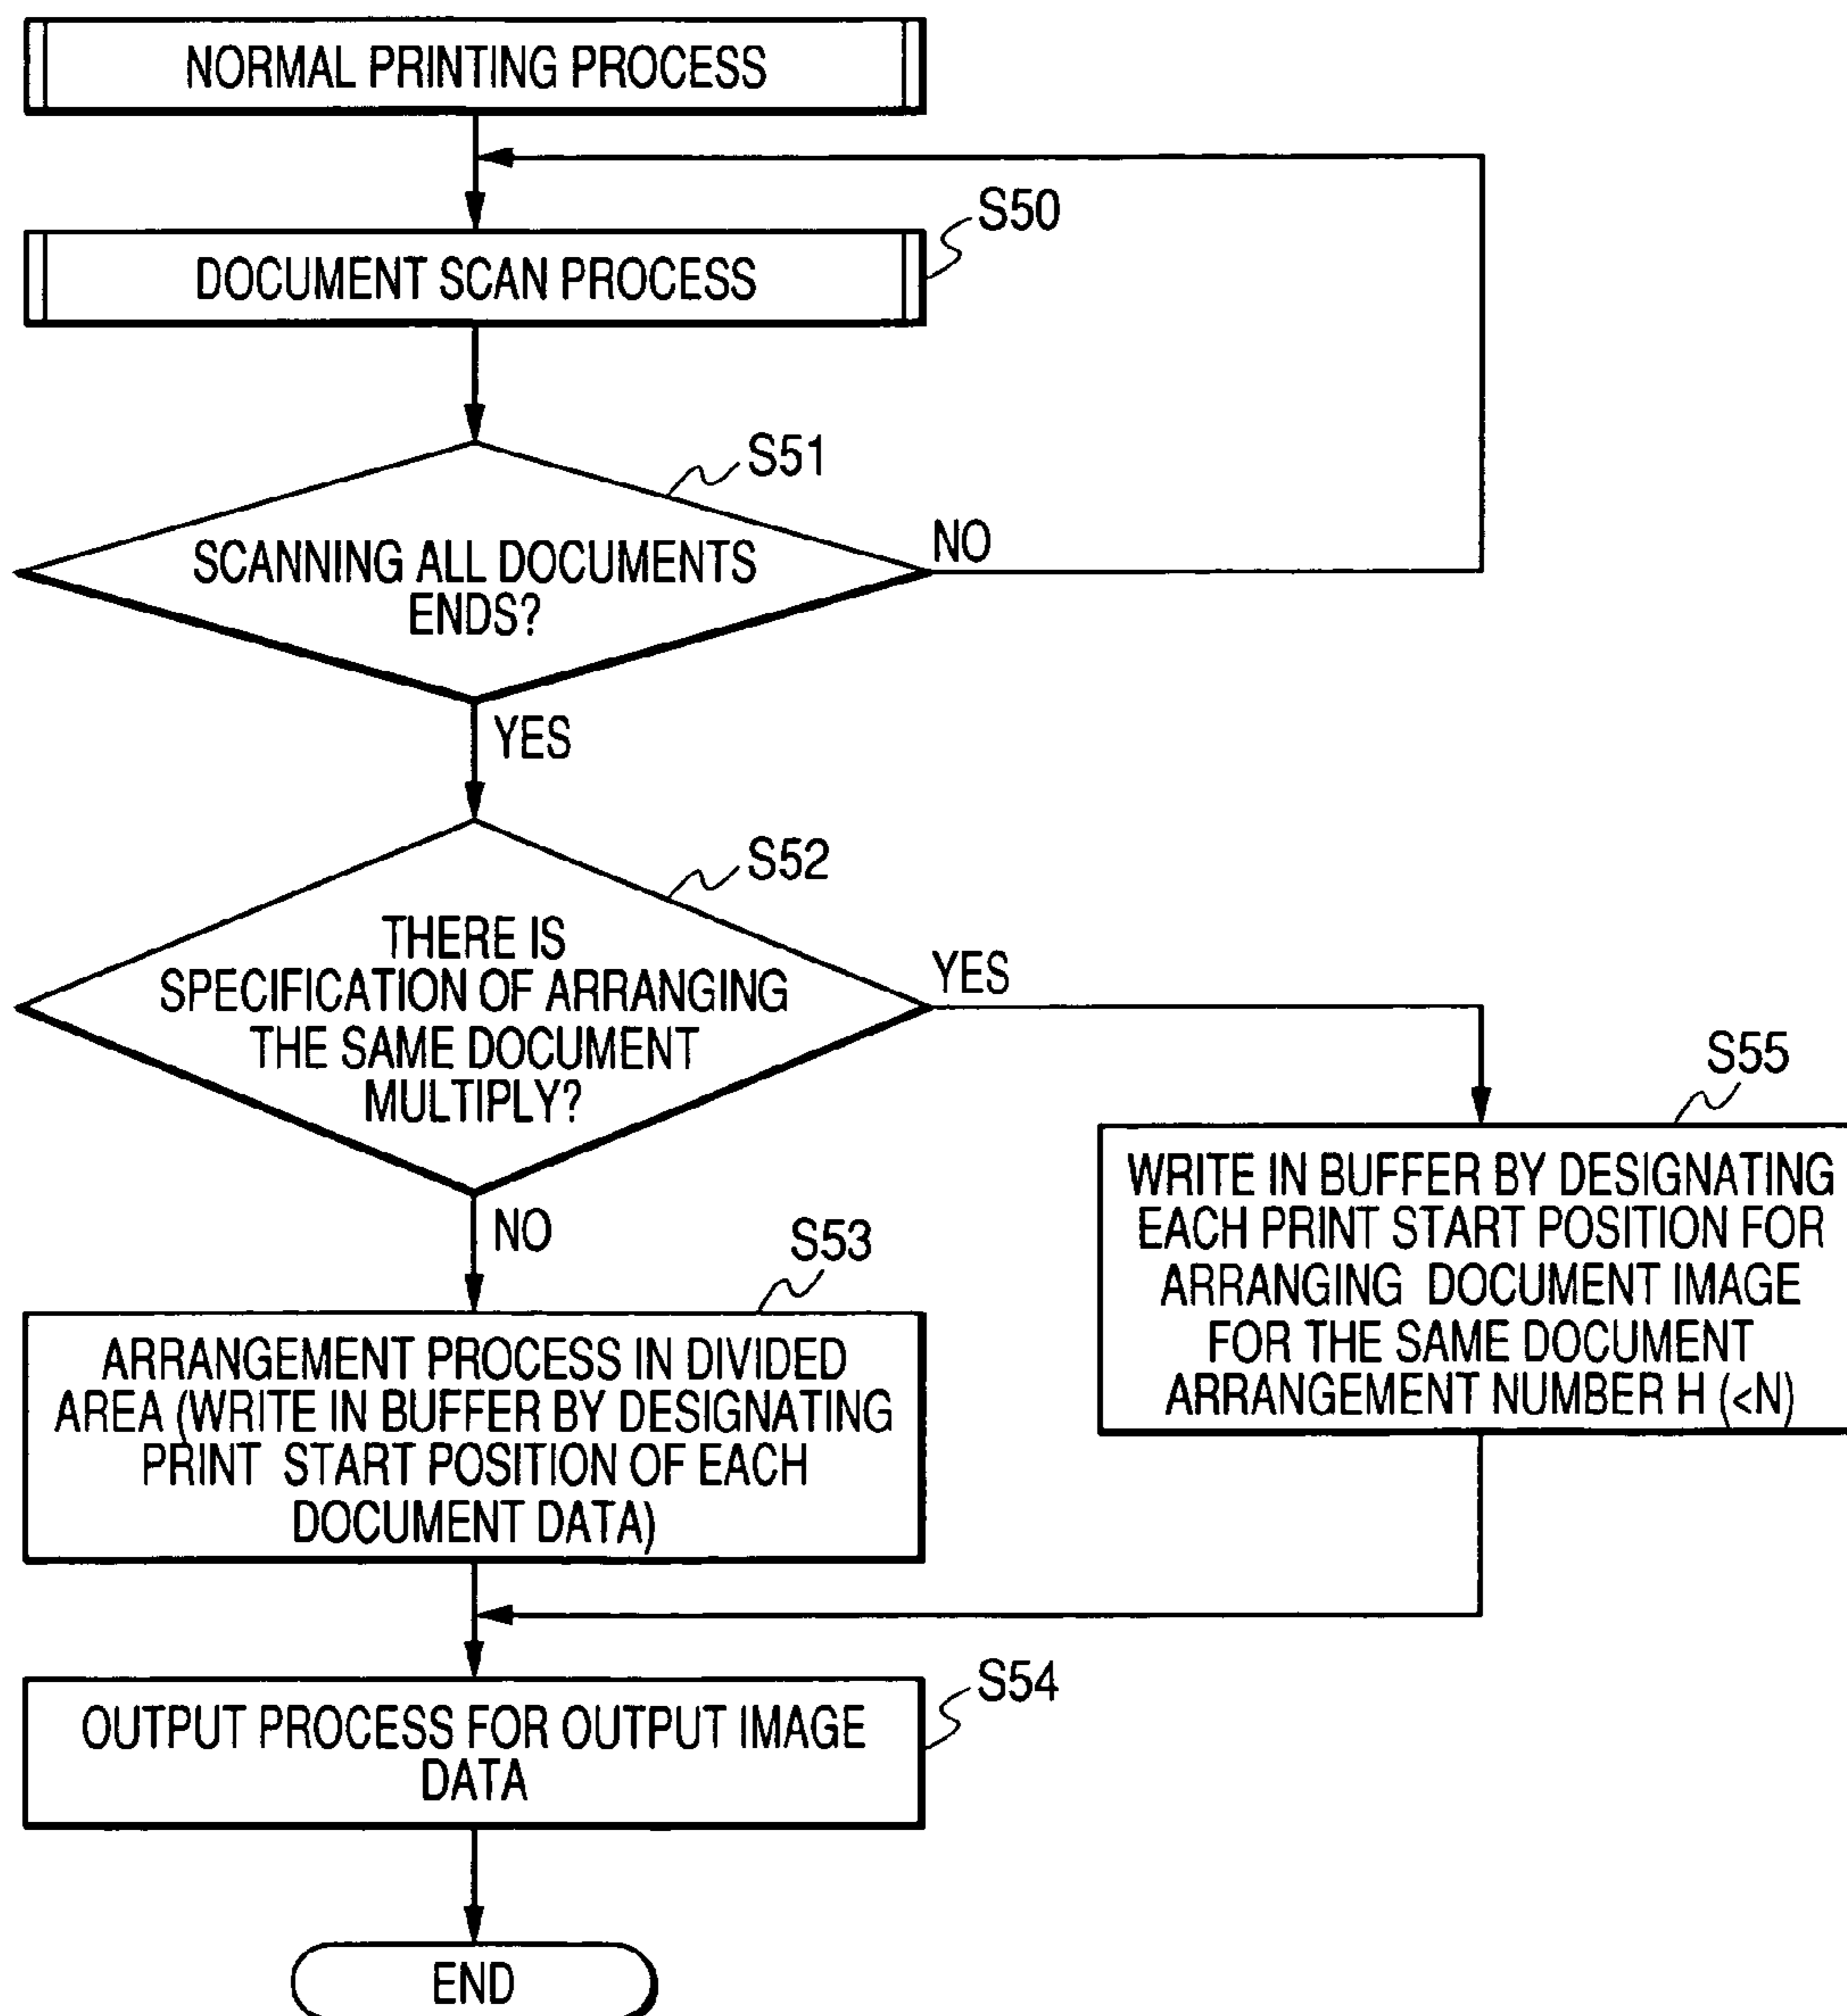 NORMAL PRINTING PROCESS
S50
DOCUMENT SCAN PROCESS
S51
SCANNING ALL DOCUMENTS
ENDS?
NO
YES
S52
THERE IS
SPECIFICATION OF ARRANGING
THE SAME DOCUMENT
MULTIPLY?
YES
NO
S55
WRITE IN BUFFER BY DESIGNATING
EACH PRINT START POSITION FOR
ARRANGING DOCUMENT IMAGE
FOR THE SAME DOCUMENT
ARRANGEMENT NUMBER H (<N)
S53
ARRANGEMENT PROCESS IN DIVIDED
AREA (WRITE IN BUFFER BY DESIGNATING
PRINT START POSITION OF EACH
DOCUMENT DATA)
S54
OUTPUT PROCESS FOR OUTPUT IMAGE
DATA
END